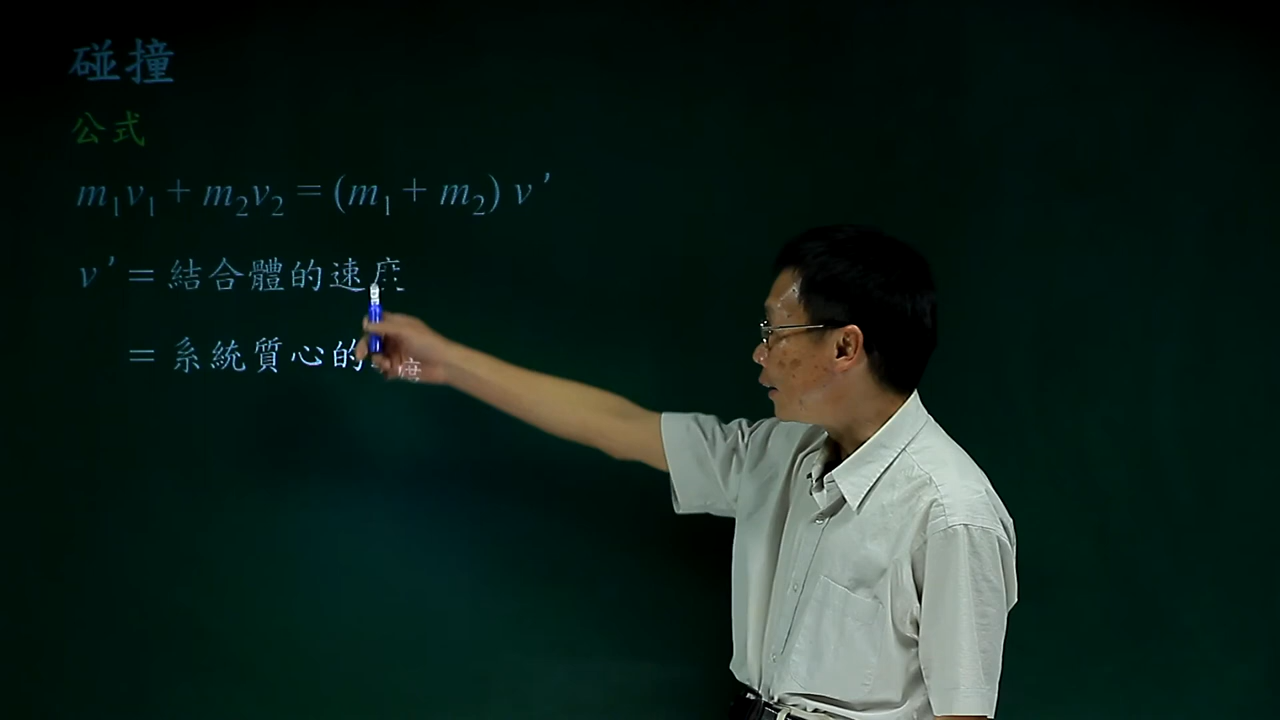 碰撞
公式
m₁v₁ + m₂v₂ = (m₁ + m₂) v’
v’ = 結合體的速度
= 系統質心的 度